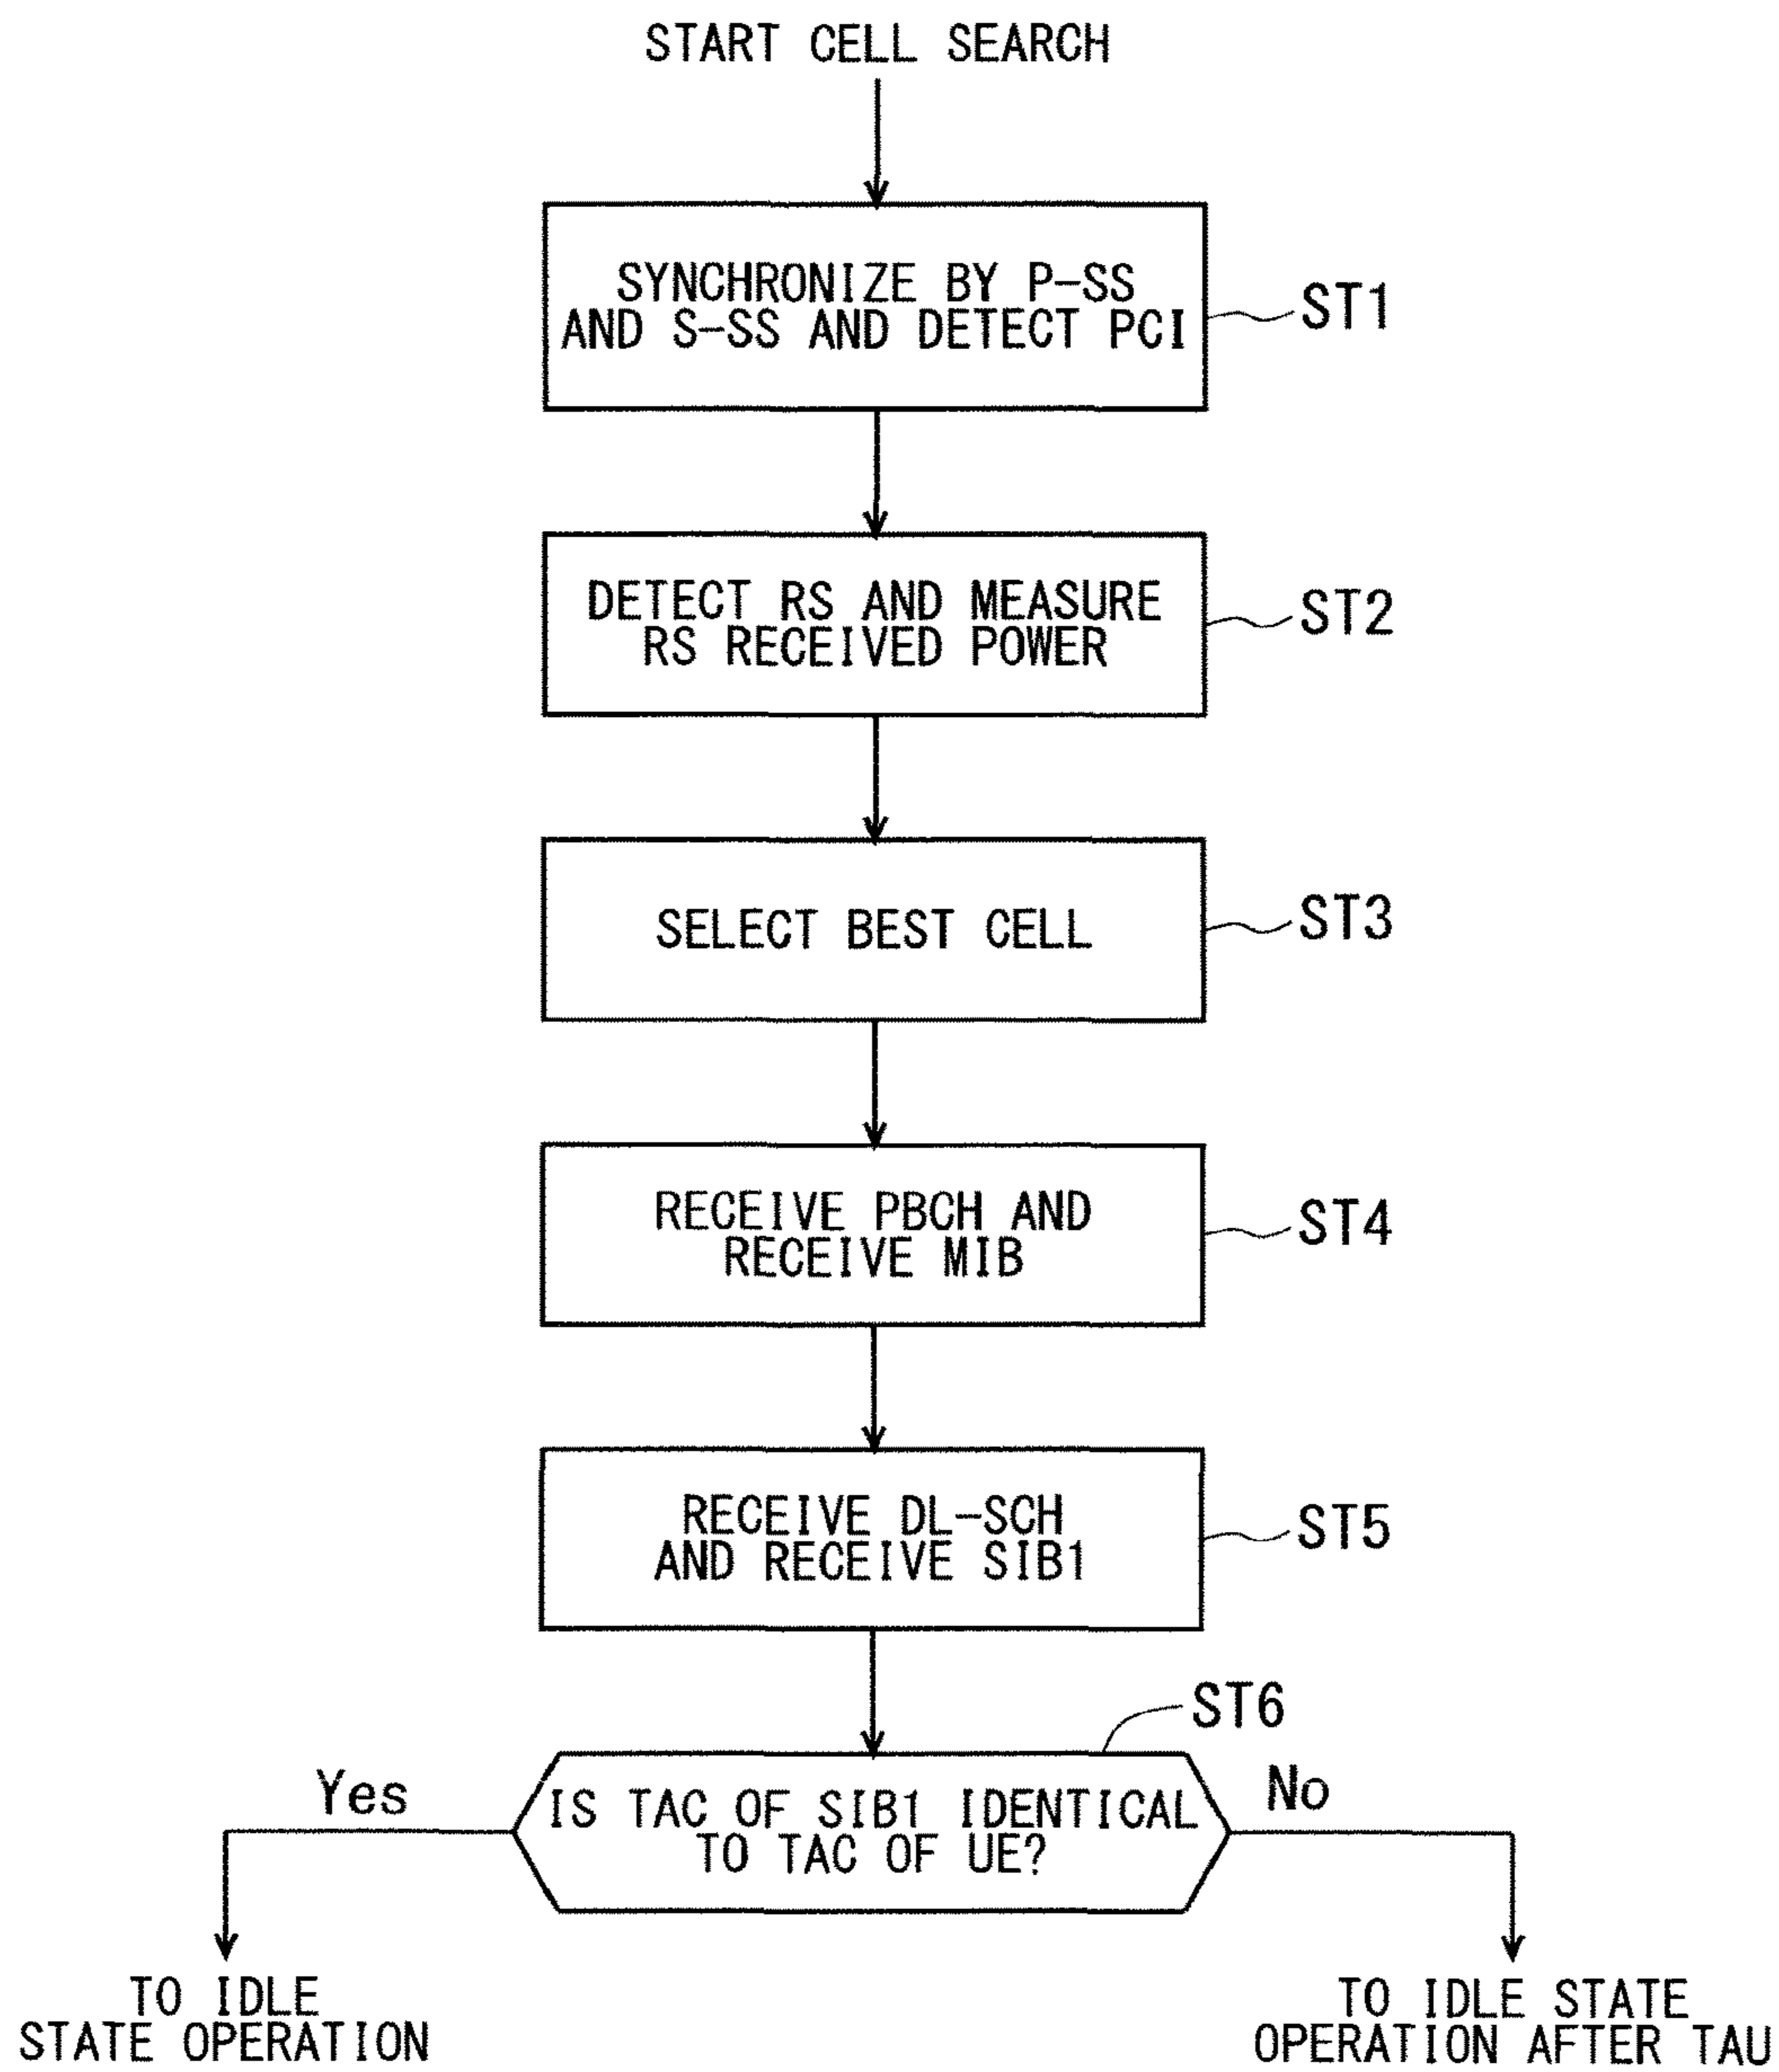 START CELL SEARCH
SYNCHRONIZE BY P-SS
AND S-SS AND DETECT PCI
ST1
DETECT RS AND MEASURE
RS RECEIVED POWER
ST2
SELECT BEST CELL
ST3
RECEIVE PBCH AND
RECEIVE MIB
ST4
RECEIVE DL-SCH
AND RECEIVE SIB1
ST5
ST6
IS TAC OF SIB1 IDENTICAL
TO TAC OF UE?
Yes
No
TO IDLE
STATE OPERATION
TO IDLE STATE
OPERATION AFTER TAU